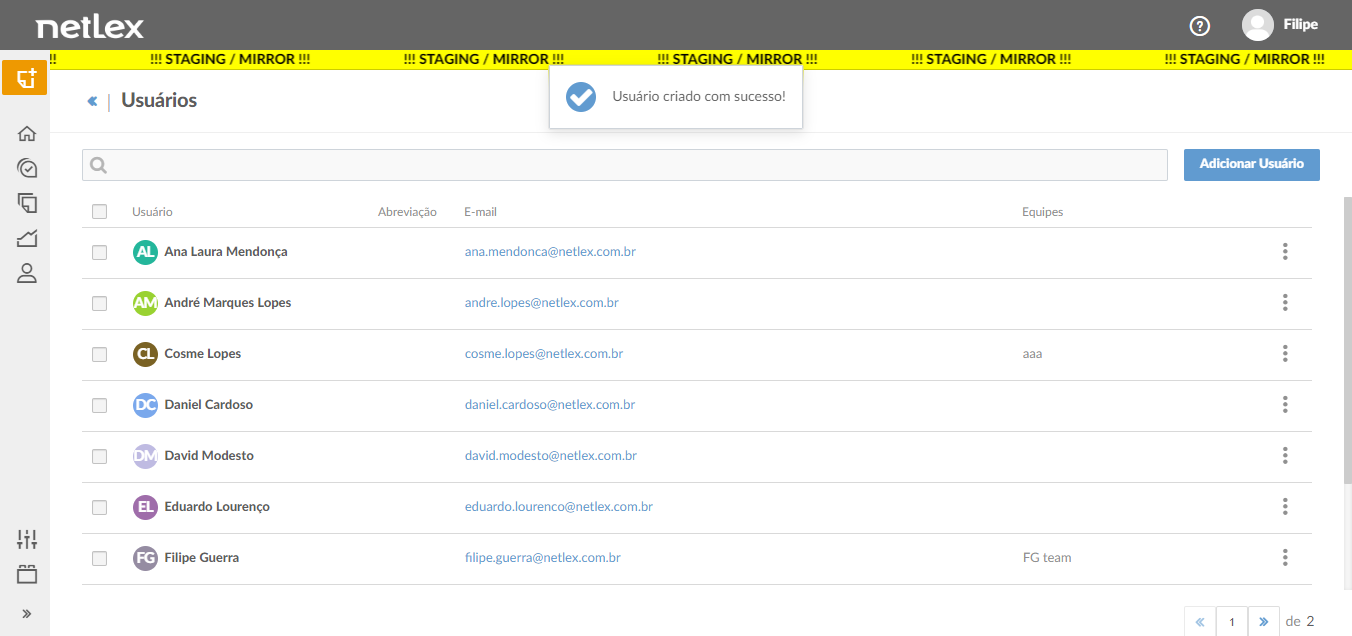 netlex
?
Filipe
!! !!! STAGING / MIRROR !!! !!! STAGING / MIRROR !!! !!! STAGING / MIRROR !!! !!! STAGING / MIRROR !!! !!! STAGING / MIRROR !!!
« | Usuários
Usuário criado com sucesso!
Adicionar Usuário
Usuário Abreviação E-mail Equipes
AL Ana Laura Mendonça ana.mendonca@netlex.com.br
AM André Marques Lopes andre.lopes@netlex.com.br
CL Cosme Lopes cosme.lopes@netlex.com.br aaa
DC Daniel Cardoso daniel.cardoso@netlex.com.br
DM David Modesto david.modesto@netlex.com.br
EL Eduardo Lourenço eduardo.lourenco@netlex.com.br
FG Filipe Guerra filipe.guerra@netlex.com.br FG team
»
« 1 » de 2